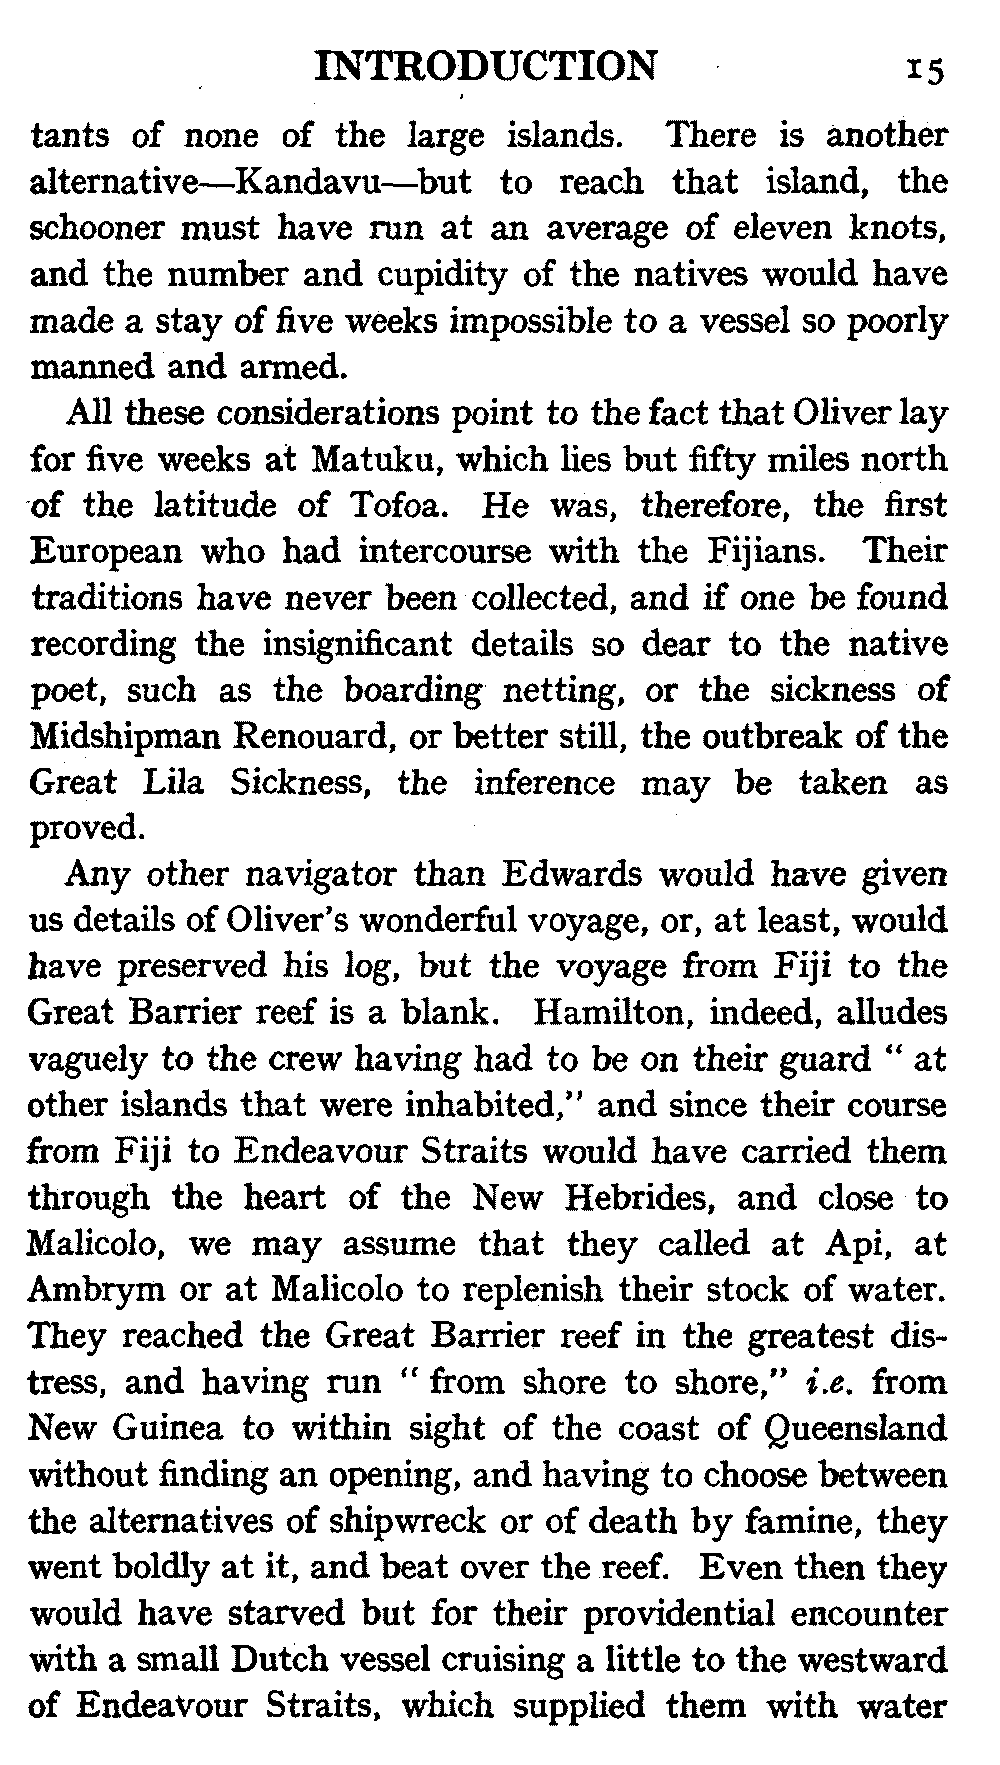 INTRODUCTION 15
tants of none of the large islands. There is another
alternative—Kandavu—but to reach that island, the
schooner must have run at an average of eleven knots,
and the number and cupidity of the natives would have
made a stay of five weeks impossible to a vessel so poorly
manned and armed.
All these considerations point to the fact that Oliver lay
for five weeks at Matuku, which lies but fifty miles north
of the latitude of Tofoa. He was, therefore, the first
European who had intercourse with the Fijians. Their
traditions have never been collected, and if one be found
recording the insignificant details so dear to the native
poet, such as the boarding netting, or the sickness of
Midshipman Renouard, or better still, the outbreak of the
Great Lila Sickness, the inference may be taken as
proved.
Any other navigator than Edwards would have given
us details of Oliver's wonderful voyage, or, at least, would
have preserved his log, but the voyage from Fiji to the
Great Barrier reef is a blank. Hamilton, indeed, alludes
vaguely to the crew having had to be on their guard " at
other islands that were inhabited," and since their course
from Fiji to Endeavour Straits would have carried them
through the heart of the New Hebrides, and close to
Malicolo, we may assume that they called at Api, at
Ambrym or at Malicolo to replenish their stock of water.
They reached the Great Barrier reef in the greatest dis-
tress, and having run " from shore to shore," i.e. from
New Guinea to within sight of the coast of Queensland
without finding an opening, and having to choose between
the alternatives of shipwreck or of death by famine, they
went boldly at it, and beat over the reef. Even then they
would have starved but for their providential encounter
with a small Dutch vessel cruising a little to the westward
of Endeavour Straits, which supplied them with water